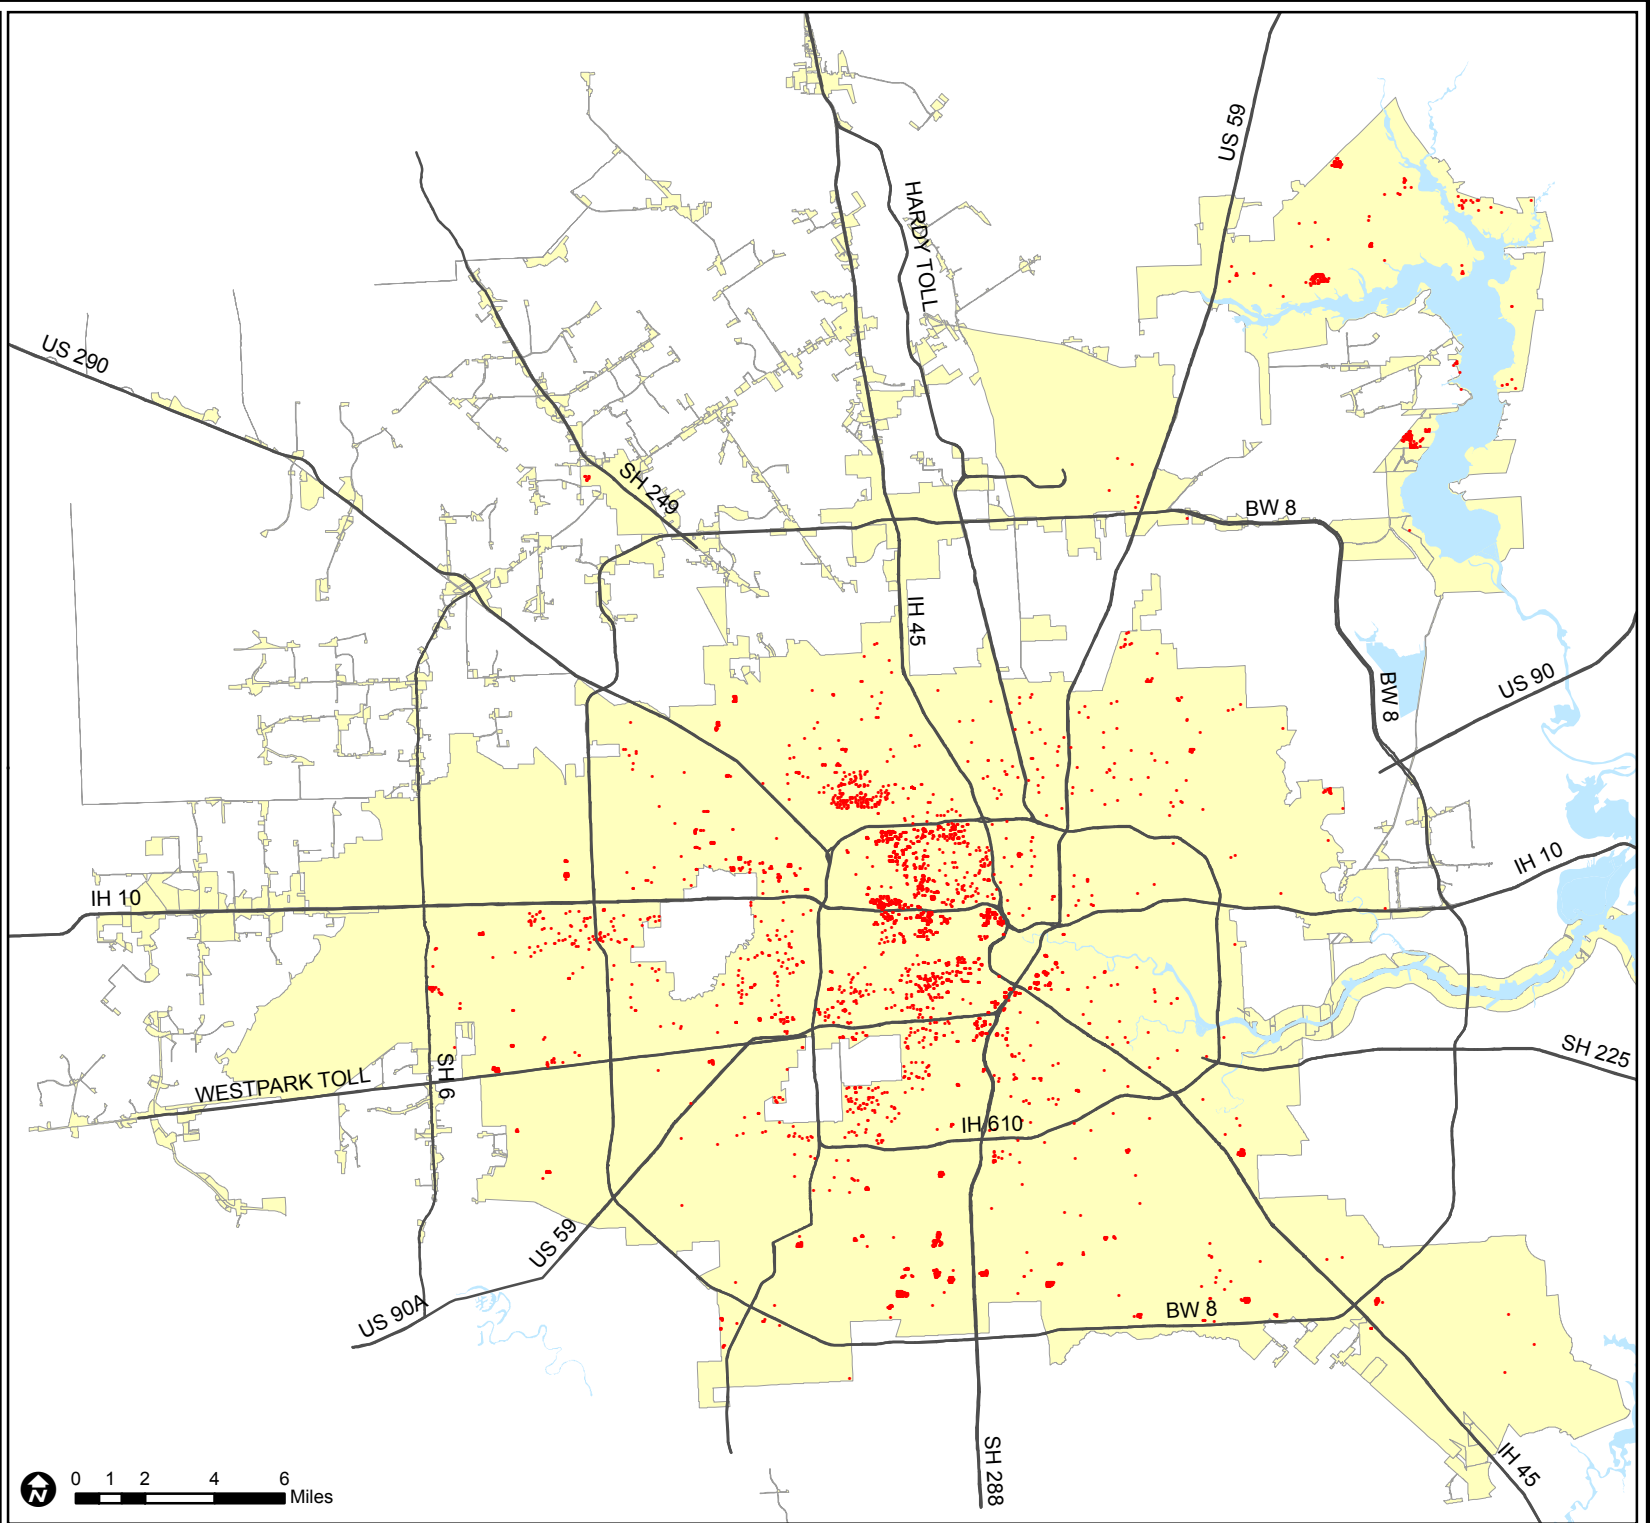 US 59
HARDY TOLL
US 290
SH 249
BW 8
IH 45
BW 8
US 90
IH 10
IH 10
SH 225
SH 6
WESTPARK TOLL
IH 610
US 59
US 90A
BW 8
SH 288
IH 45
N
0 1 2 4 6
Miles